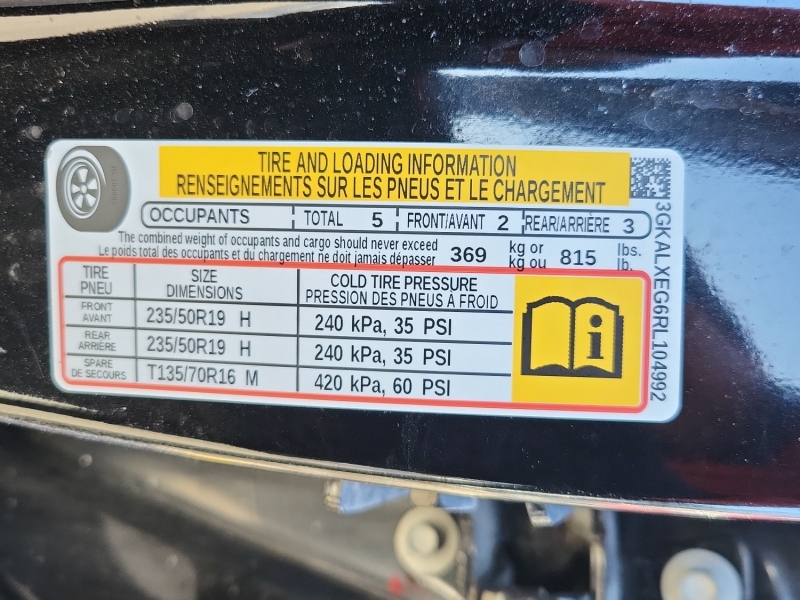 TIRE AND LOADING INFORMATION
RENSEIGNEMENTS SUR LES PNEUS ET LE CHARGEMENT
OCCUPANTS TOTAL 5 FRONT/AVANT 2 REAR/ARRIÈRE 3
The combined weight of occupants and cargo should never exceed 369 kg or 815 lbs.
Le poids total des occupants et du chargement ne doit jamais dépasser kg ou lb.
TIRE SIZE COLD TIRE PRESSURE
PNEU DIMENSIONS PRESSION DES PNEUS A FROID
FRONT
AVANT 235/50R19 H 240 kPa, 35 PSI
REAR
ARRIÈRE 235/50R19 H 240 kPa, 35 PSI
SPARE
DE SECOURS T135/70R16 M 420 kPa, 60 PSI
3GKALXEG6RL104992